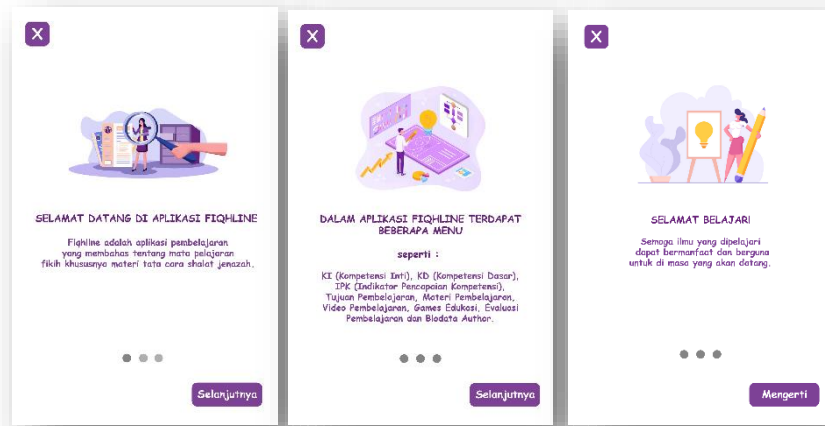 X
SELAMAT DATANG DI APLIKASI FIQHLINE
Fiqhline adalah aplikasi pembelajaran
yang membahas tentang mata pelajaran
fikih khususnya materi tata cara shalat jenazah.
Selanjutnya
X
DALAM APLIKASI FIQHLINE TERDAPAT
BEBERAPA MENU
seperti :
KI (Kompetensi Inti), KD (Kompetensi Dasar),
IPK (Indikator Pencapaian Kompetensi),
Tujuan Pembelajaran, Materi Pembelajaran,
Video Pembelajaran, Games Edukasi, Evaluasi
Pembelajaran dan Biodata Author.
Selanjutnya
X
SELAMAT BELAJAR!
Semoga ilmu yang dipelajari
dapat bermanfaat dan berguna
untuk di masa yang akan datang.
Mengerti